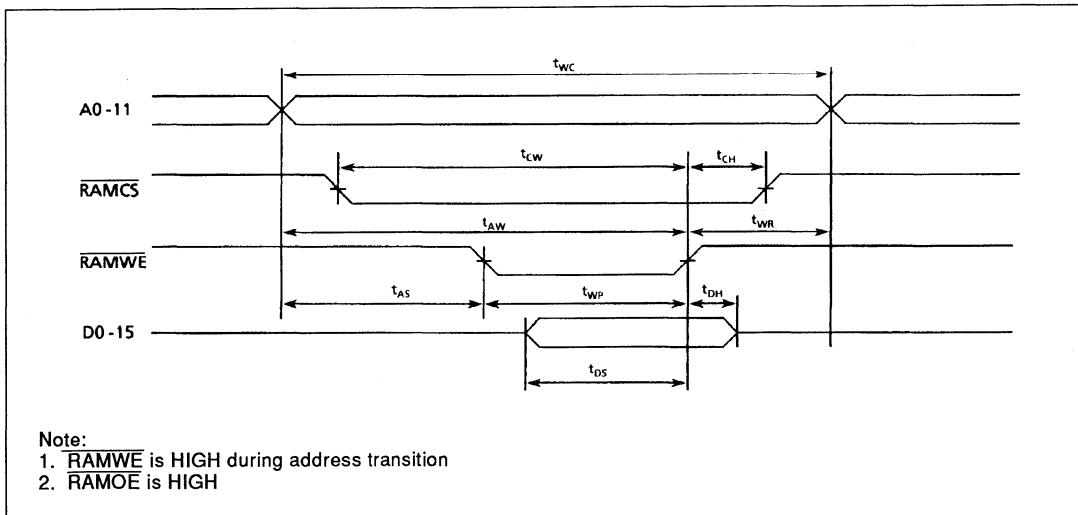 tWC
A0-11
tCW
tCH
RAMCS
tAW
tWR
RAMWE
tAS
tWP
tDH
D0-15
tDS
Note:
1. RAMWE is HIGH during address transition
2. RAMOE is HIGH